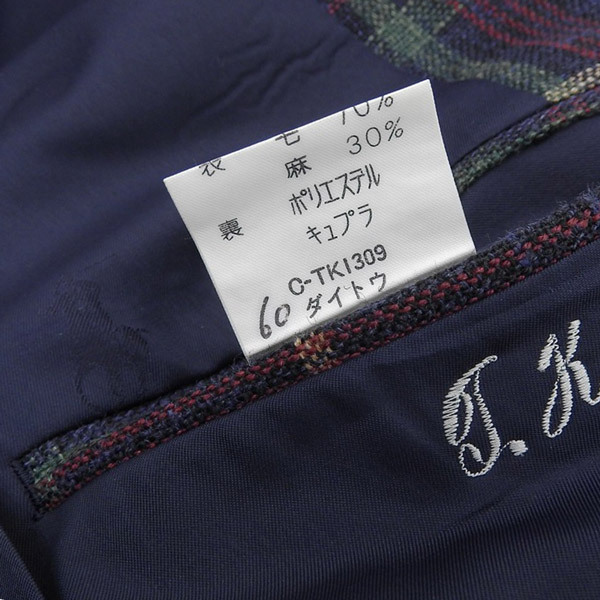 表 毛 70%
麻 30%
裏 ポリエステル
キュプラ
C-TK1309
60 ダイトウ
J.K